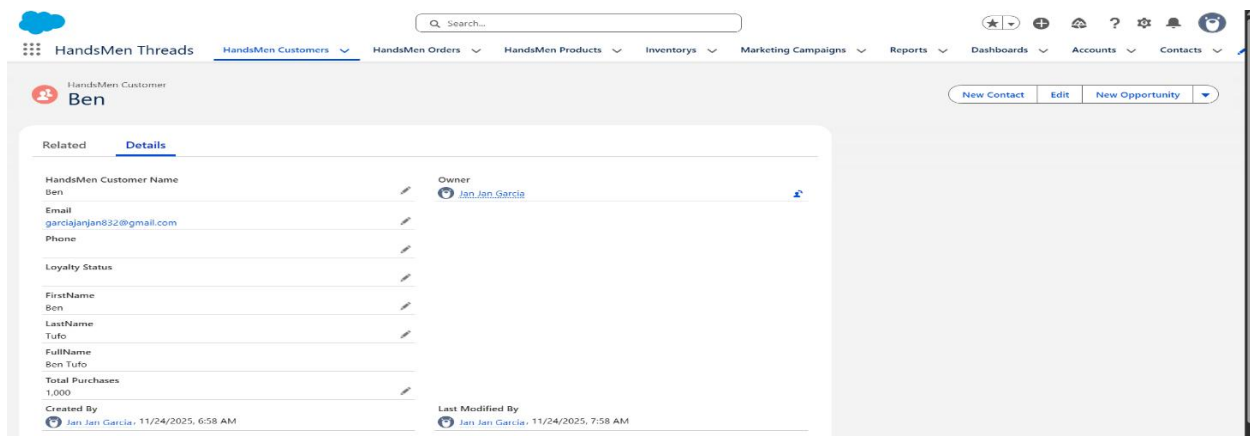 Search...
HandsMen Threads HandsMen Customers HandsMen Orders HandsMen Products Inventorys Marketing Campaigns Reports Dashboards Accounts Contacts
HandsMen Customer
Ben
New Contact Edit New Opportunity
Related Details
HandsMen Customer Name Owner
Ben Jan Jan Garcia
Email
garciajanjan832@gmail.com
Phone
Loyalty Status
FirstName
Ben
LastName
Tufo
FullName
Ben Tufo
Total Purchases
1,000
Created By Last Modified By
Jan Jan Garcia, 11/24/2025, 6:58 AM Jan Jan Garcia, 11/24/2025, 7:58 AM